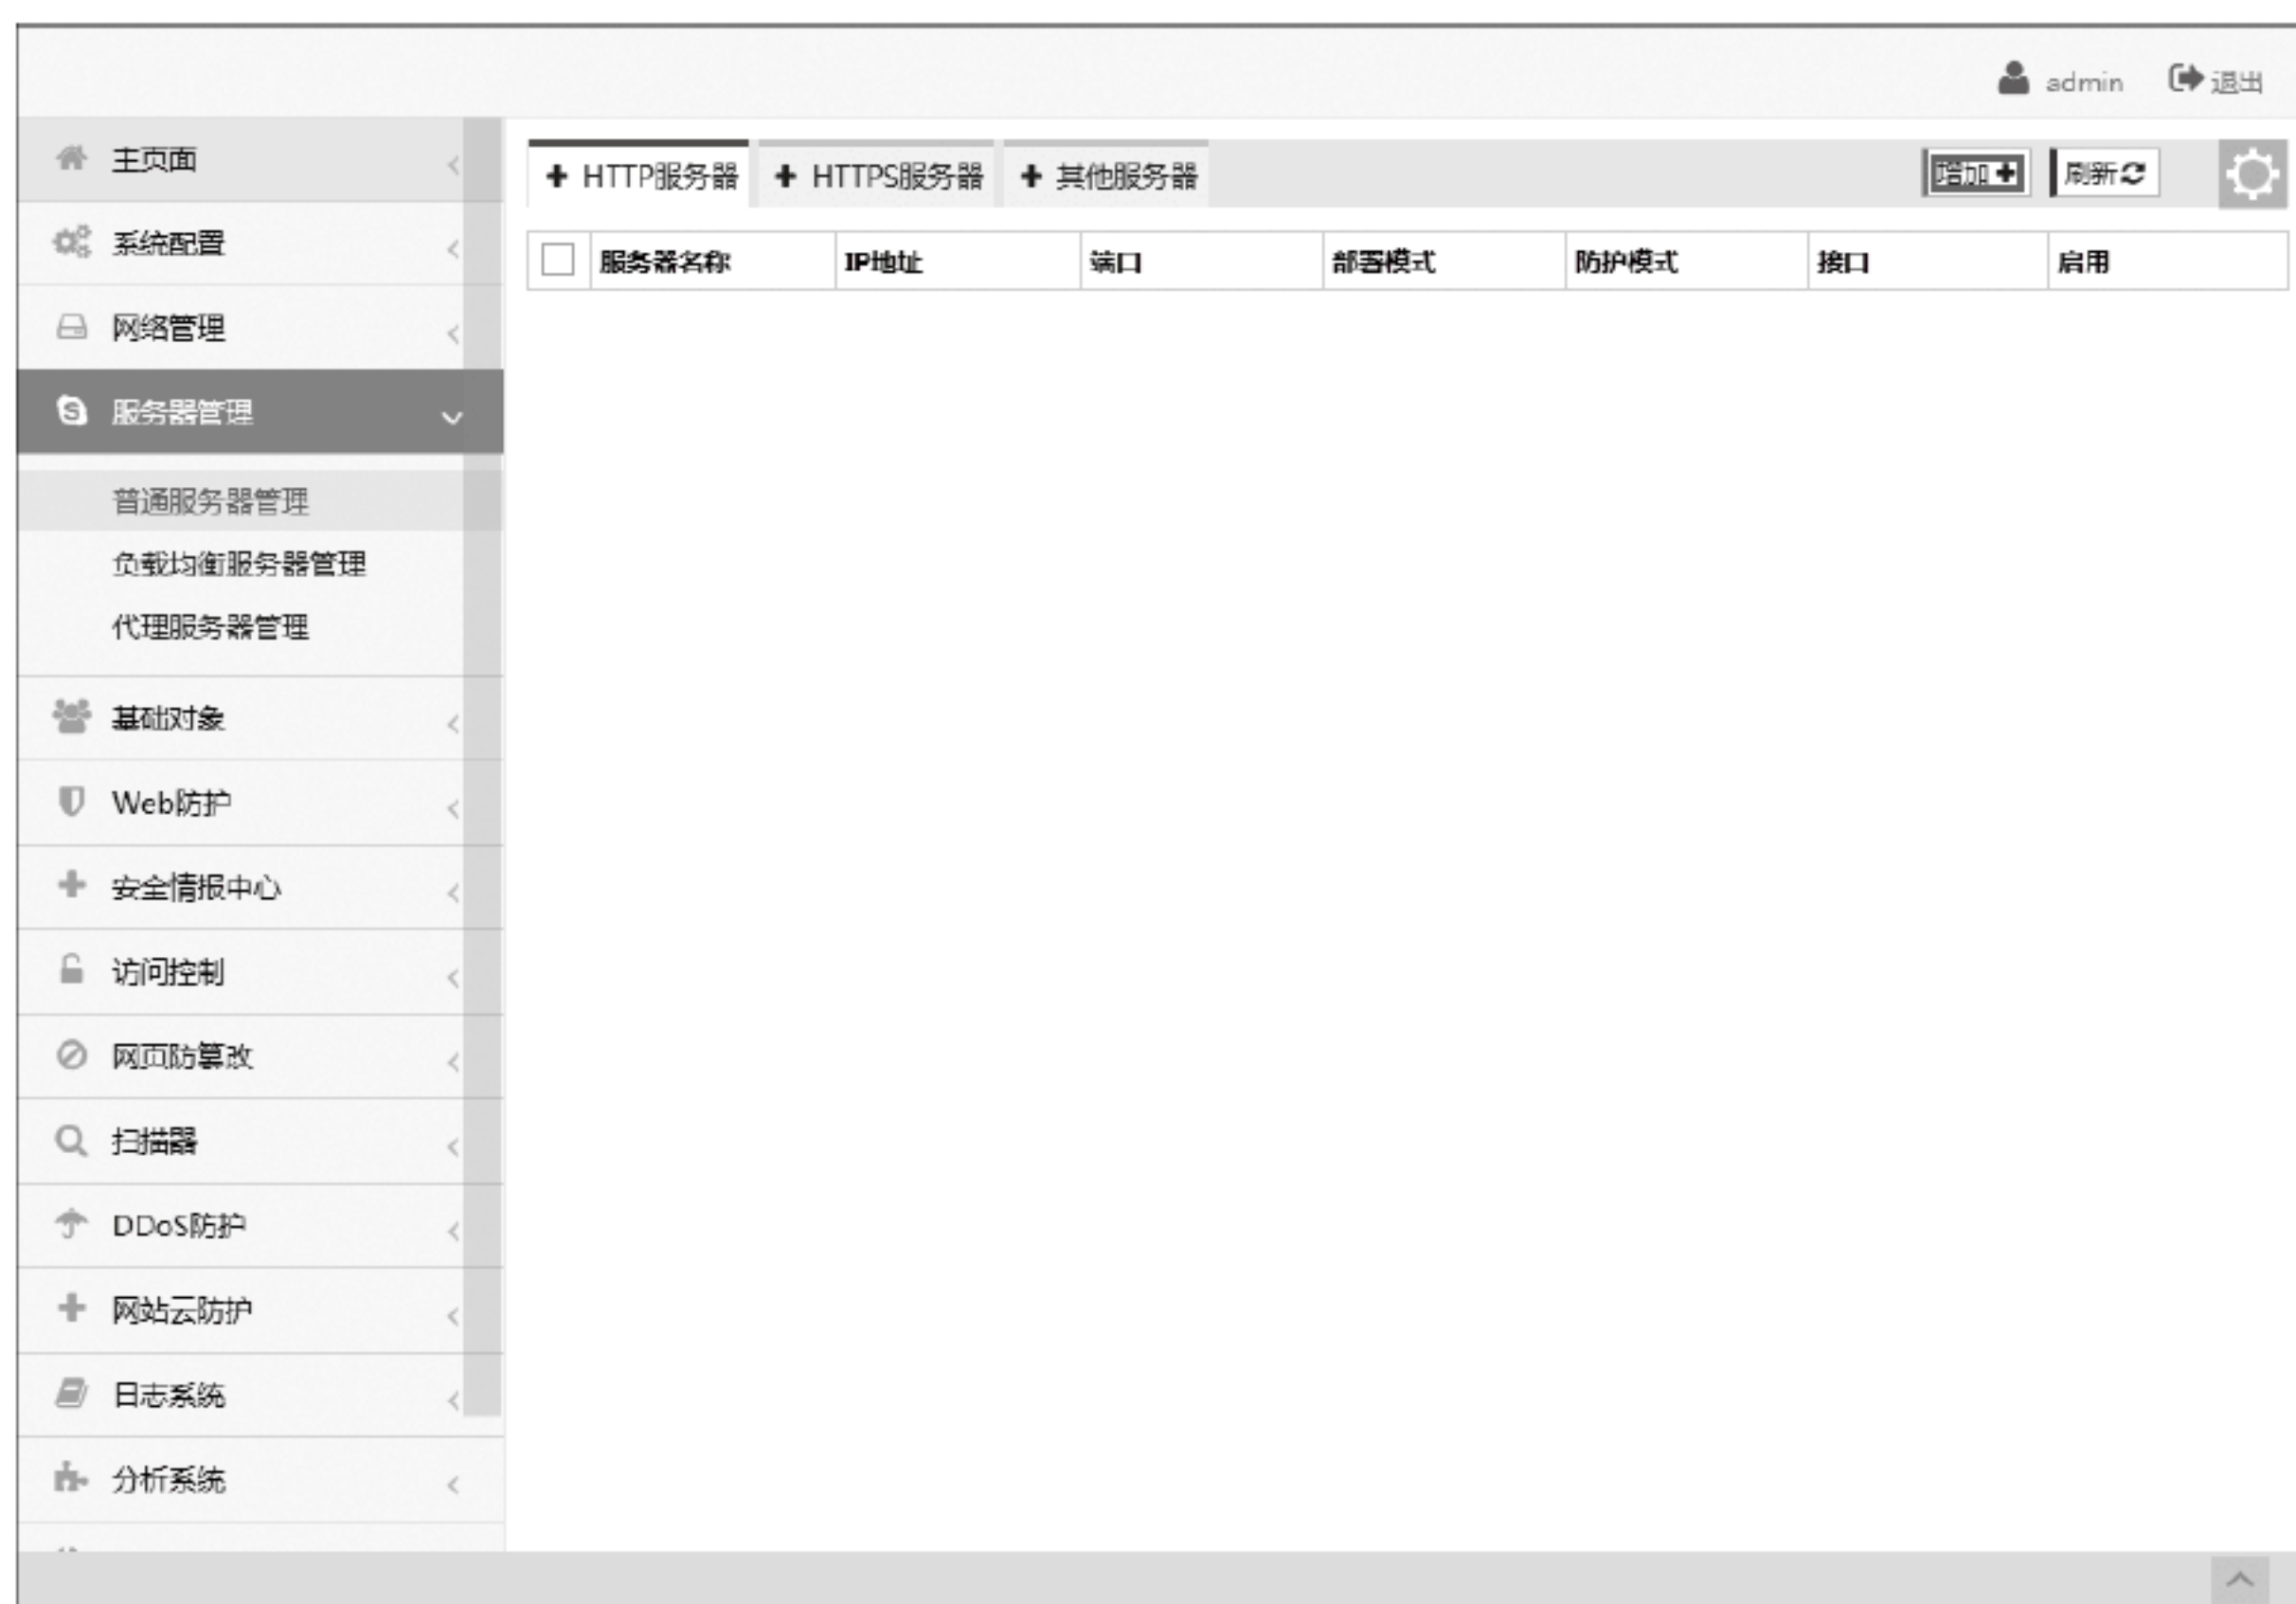 admin 退出
主页面
系统配置
网络管理
服务器管理
普通服务器管理
负载均衡服务器管理
代理服务器管理
基础对象
Web防护
安全情报中心
访问控制
网页防篡改
扫描器
DDoS防护
网站云防护
日志系统
分析系统
HTTP服务器 HTTPS服务器 其他服务器 增加 刷新
服务器名称 IP地址 端口 部署模式 防护模式 接口 启用